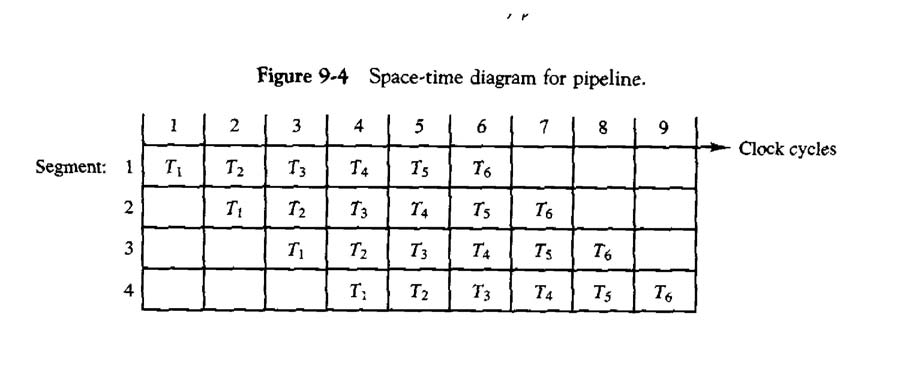 Figure 9-4 Space-time diagram for pipeline.
1 2 3 4 5 6 7 8 9
Clock cycles
Segment: 1 T1 T2 T3 T4 T5 T6
2 T1 T2 T3 T4 T5 T6
3 T1 T2 T3 T4 T5 T6
4 T1 T2 T3 T4 T5 T6